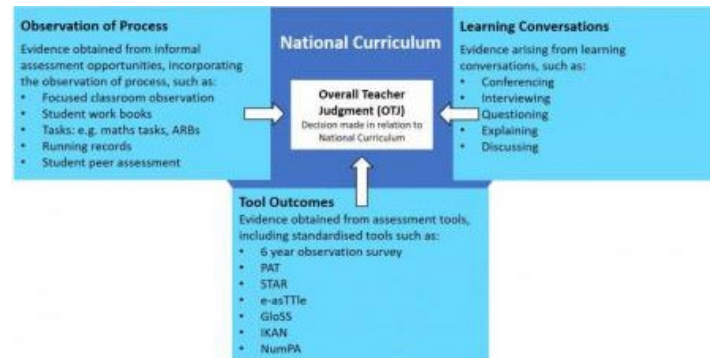 Observation of Process
Evidence obtained from informal
assessment opportunities, incorporating
the observation of process, such as:
• Focused classroom observation
• Student work books
• Tasks: e.g. maths tasks, ARBs
• Running records
• Student peer assessment
National Curriculum
Overall Teacher
Judgment (OTJ)
Decision made in relation to
National Curriculum
Learning Conversations
Evidence arising from learning
conversations, such as:
• Conferencing
• Interviewing
• Questioning
• Explaining
• Discussing
Tool Outcomes
Evidence obtained from assessment tools,
including standardised tools such as:
• 6 year observation survey
• PAT
• STAR
• e-asTTle
• GloSS
• IKAN
• NumPA